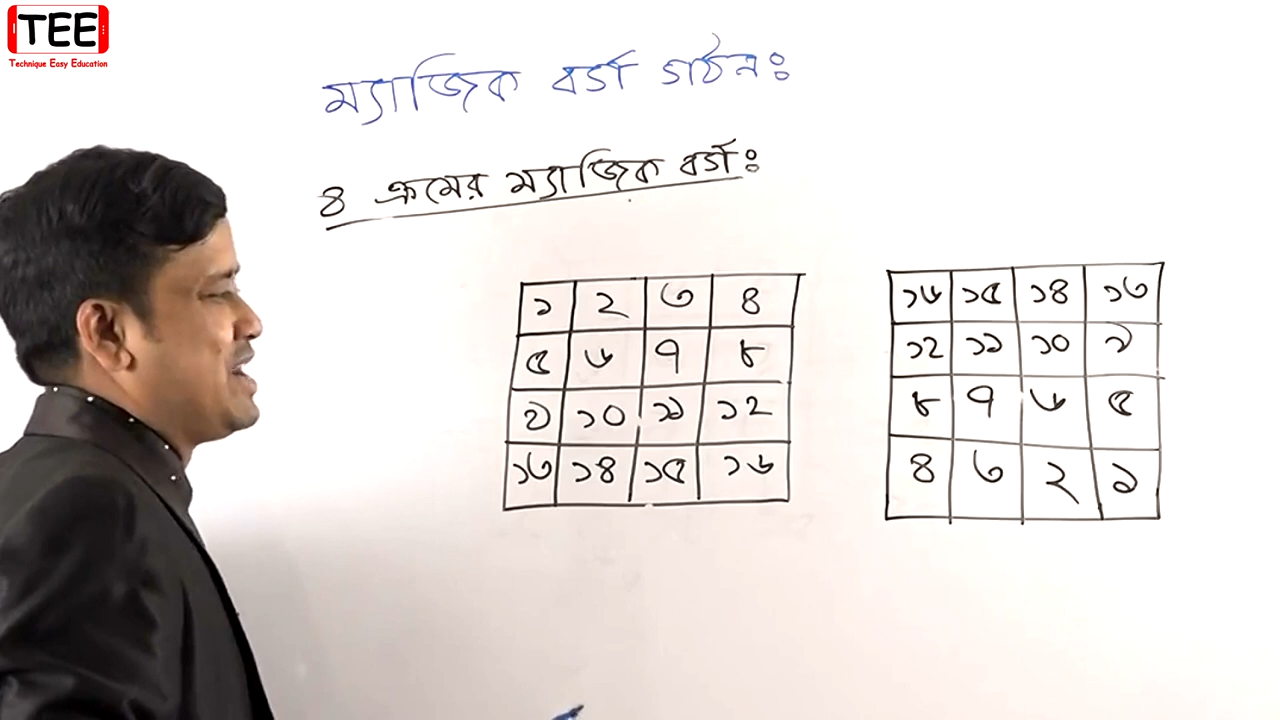 TEE
Technique Easy Education
ম্যাজিক বর্গ গঠনঃ
৪ ক্রমের ম্যাজিক বর্গঃ
১ ২ ৩ ৪
৫ ৬ ৭ ৮
৯ ১০ ১১ ১২
১৩ ১৪ ১৫ ১৬
১৬ ১৫ ১৪ ১৩
১২ ১১ ১০ ৯
৮ ৭ ৬ ৫
৪ ৩ ২ ১